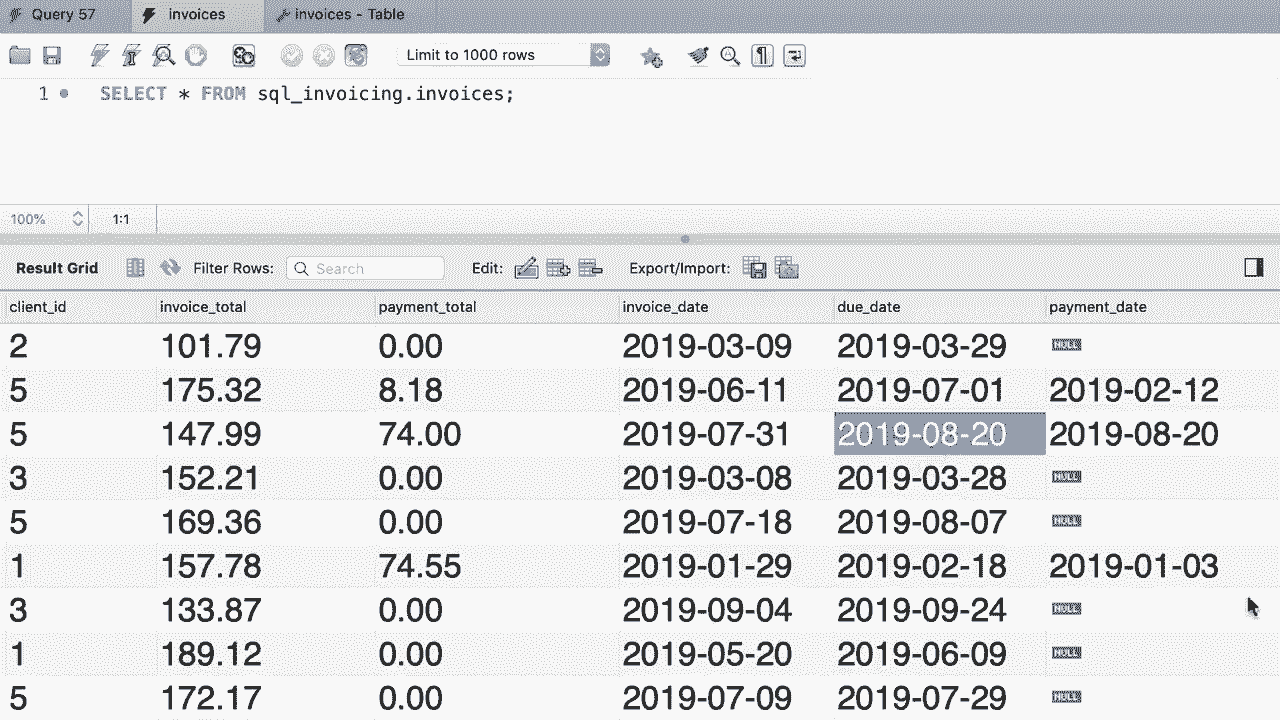 Query 57 invoices invoices - Table
Limit to 1000 rows
1 SELECT * FROM sql_invoicing.invoices;
100% 1:1
Result Grid Filter Rows: Search Edit: Export/Import:
client_id invoice_total payment_total invoice_date due_date payment_date
2 101.79 0.00 2019-03-09 2019-03-29 NULL
5 175.32 8.18 2019-06-11 2019-07-01 2019-02-12
5 147.99 74.00 2019-07-31 2019-08-20 2019-08-20
3 152.21 0.00 2019-03-08 2019-03-28 NULL
5 169.36 0.00 2019-07-18 2019-08-07 NULL
1 157.78 74.55 2019-01-29 2019-02-18 2019-01-03
3 133.87 0.00 2019-09-04 2019-09-24 NULL
1 189.12 0.00 2019-05-20 2019-06-09 NULL
5 172.17 0.00 2019-07-09 2019-07-29 NULL